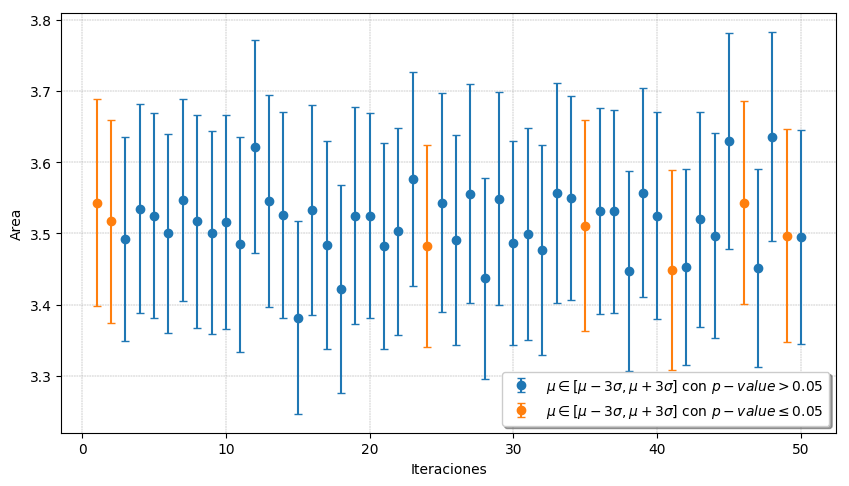 3.8
3.7
3.6
3.5
3.4
3.3
Area
μ ∈ [μ − 3σ, μ + 3σ] con p − value > 0.05
μ ∈ [μ − 3σ, μ + 3σ] con p − value ≤ 0.05
0 10 20 30 40 50
Iteraciones